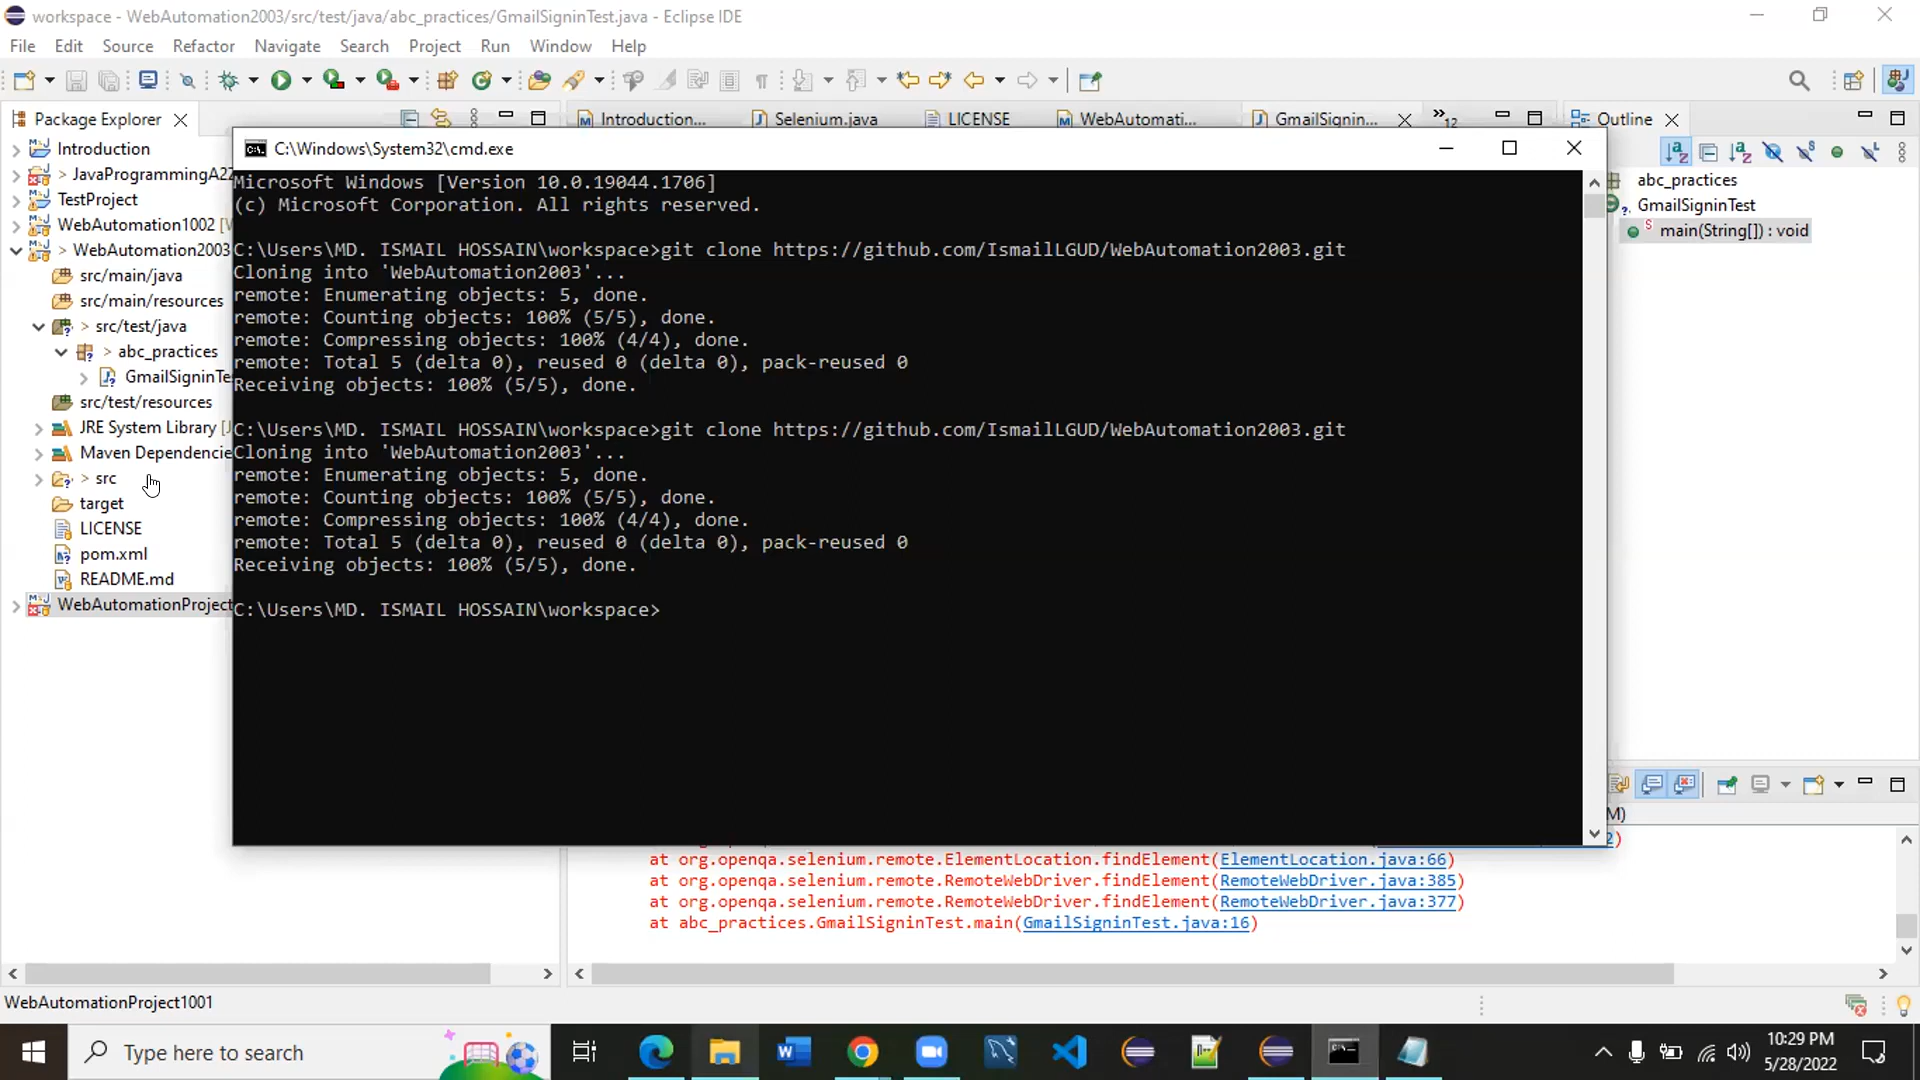 workspace - WebAutomation2003/src/test/java/abc_practices/GmailSigninTest.java - Eclipse IDE
File Edit Source Refactor Navigate Search Project Run Window Help
Package Explorer
Introduction... Selenium.java LICENSE WebAutomati... GmailSignin... »12
Outline
Introduction
> JavaProgrammingA22
TestProject
WebAutomation1002 [
> WebAutomation2003
src/main/java
src/main/resources
> src/test/java
> abc_practices
GmailSigninTe
src/test/resources
JRE System Library [
Maven Dependencie
> src
target
LICENSE
pom.xml
README.md
WebAutomationProject
C:\Windows\System32\cmd.exe
Microsoft Windows [Version 10.0.19044.1706]
(c) Microsoft Corporation. All rights reserved.
C:\Users\MD. ISMAIL HOSSAIN\workspace>git clone https://github.com/IsmailLGUD/WebAutomation2003.git
Cloning into 'WebAutomation2003'...
remote: Enumerating objects: 5, done.
remote: Counting objects: 100% (5/5), done.
remote: Compressing objects: 100% (4/4), done.
remote: Total 5 (delta 0), reused 0 (delta 0), pack-reused 0
Receiving objects: 100% (5/5), done.
C:\Users\MD. ISMAIL HOSSAIN\workspace>git clone https://github.com/IsmailLGUD/WebAutomation2003.git
Cloning into 'WebAutomation2003'...
remote: Enumerating objects: 5, done.
remote: Counting objects: 100% (5/5), done.
remote: Compressing objects: 100% (4/4), done.
remote: Total 5 (delta 0), reused 0 (delta 0), pack-reused 0
Receiving objects: 100% (5/5), done.
C:\Users\MD. ISMAIL HOSSAIN\workspace>
abc_practices
GmailSigninTest
main(String[]) : void
M)
2)
at org.openqa.selenium.remote.ElementLocation.findElement(ElementLocation.java:66)
at org.openqa.selenium.remote.RemoteWebDriver.findElement(RemoteWebDriver.java:385)
at org.openqa.selenium.remote.RemoteWebDriver.findElement(RemoteWebDriver.java:377)
at abc_practices.GmailSigninTest.main(GmailSigninTest.java:16)
WebAutomationProject1001
Type here to search
10:29 PM
5/28/2022